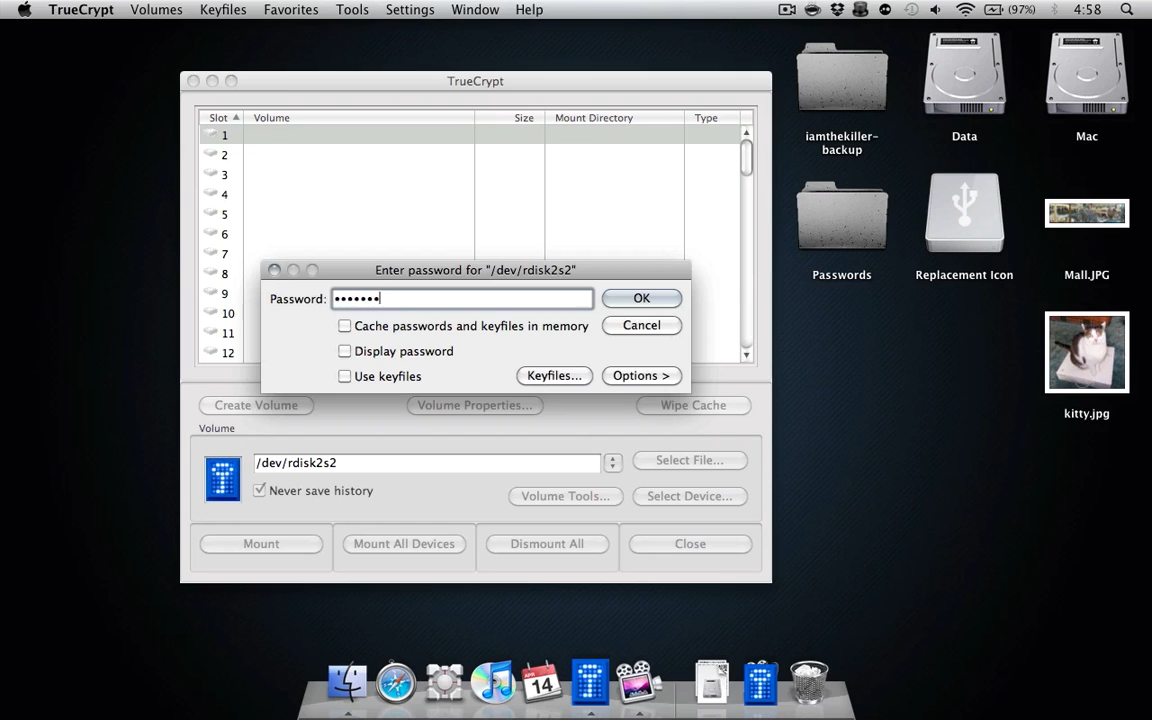 TrueCrypt Volumes Keyfiles Favorites Tools Settings Window Help (97%) 4:58
TrueCrypt
Slot Volume Size Mount Directory Type
1
2
3
4
5
6
7
8
9
10
11
12
Enter password for "/dev/rdisk2s2"
Password: •••••••
OK
Cache passwords and keyfiles in memory
Cancel
Display password
Use keyfiles
Keyfiles...
Options >
Create Volume
Volume Properties...
Wipe Cache
Volume
/dev/rdisk2s2
Select File...
Never save history
Volume Tools...
Select Device...
Mount
Mount All Devices
Dismount All
Close
iamthekiller-
backup
Data
Mac
Passwords
Replacement Icon
Mall.JPG
kitty.jpg
APR
14